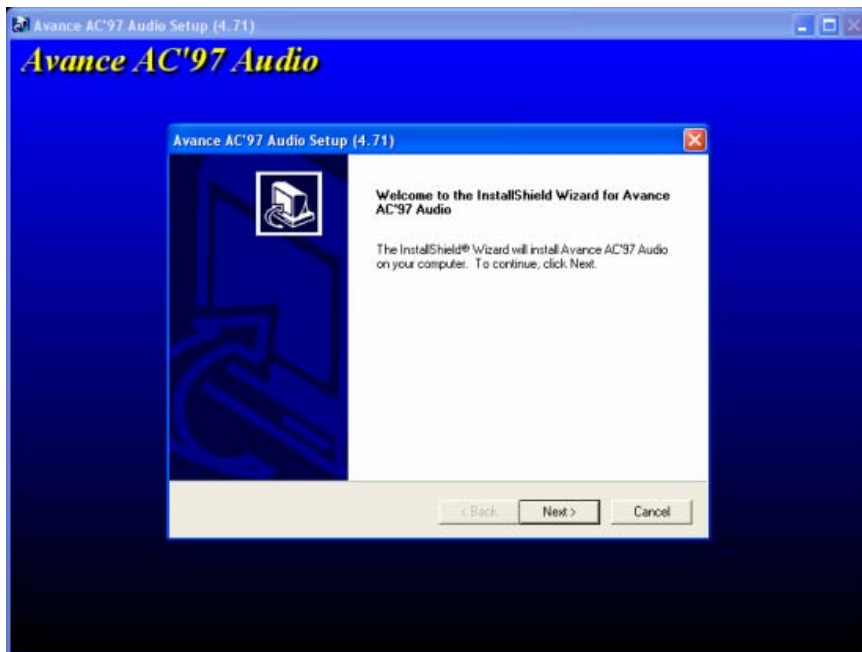 Avance AC'97 Audio Setup (4.71)
Avance AC'97 Audio
Avance AC'97 Audio Setup (4.71)
Welcome to the InstallShield Wizard for Avance
AC'97 Audio
The InstallShield® Wizard will install Avance AC'97 Audio
on your computer. To continue, click Next.
< Back Next > Cancel